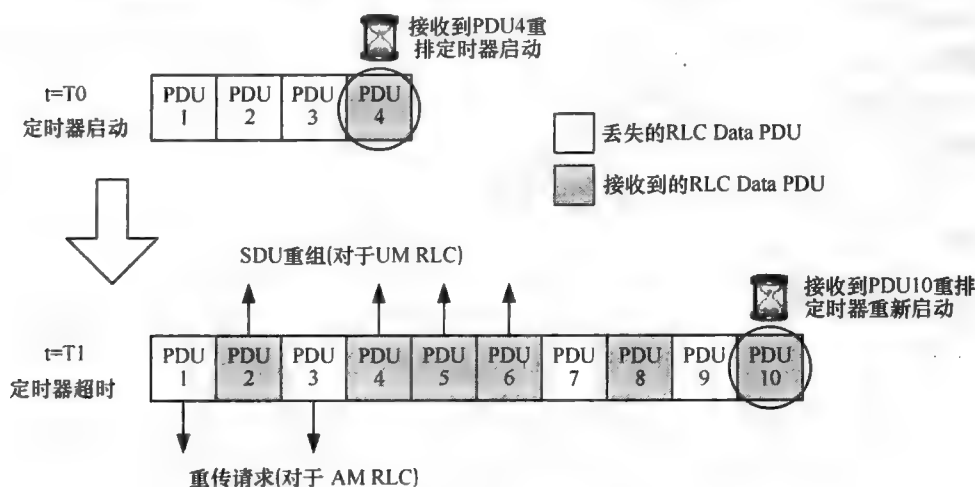 接收到PDU4重
排定时器启动
t=T0
定时器启动
PDU 1
PDU 2
PDU 3
PDU 4
丢失的RLC Data PDU
接收到的RLC Data PDU
SDU重组(对于UM RLC)
接收到PDU10重排
定时器重新启动
t=T1
定时器超时
PDU 1
PDU 2
PDU 3
PDU 4
PDU 5
PDU 6
PDU 7
PDU 8
PDU 9
PDU 10
重传请求(对于 AM RLC)